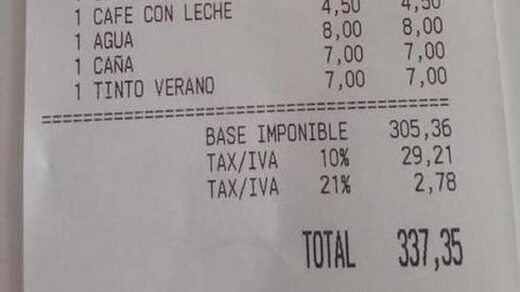 1 CAFE CON LECHE 4,50 4,50
1 AGUA 8,00 8,00
1 CAÑA 7,00 7,00
1 TINTO VERANO 7,00 7,00
==========================================
BASE IMPONIBLE 305,36
TAX/IVA 10% 29,21
TAX/IVA 21% 2,78
TOTAL 337,35